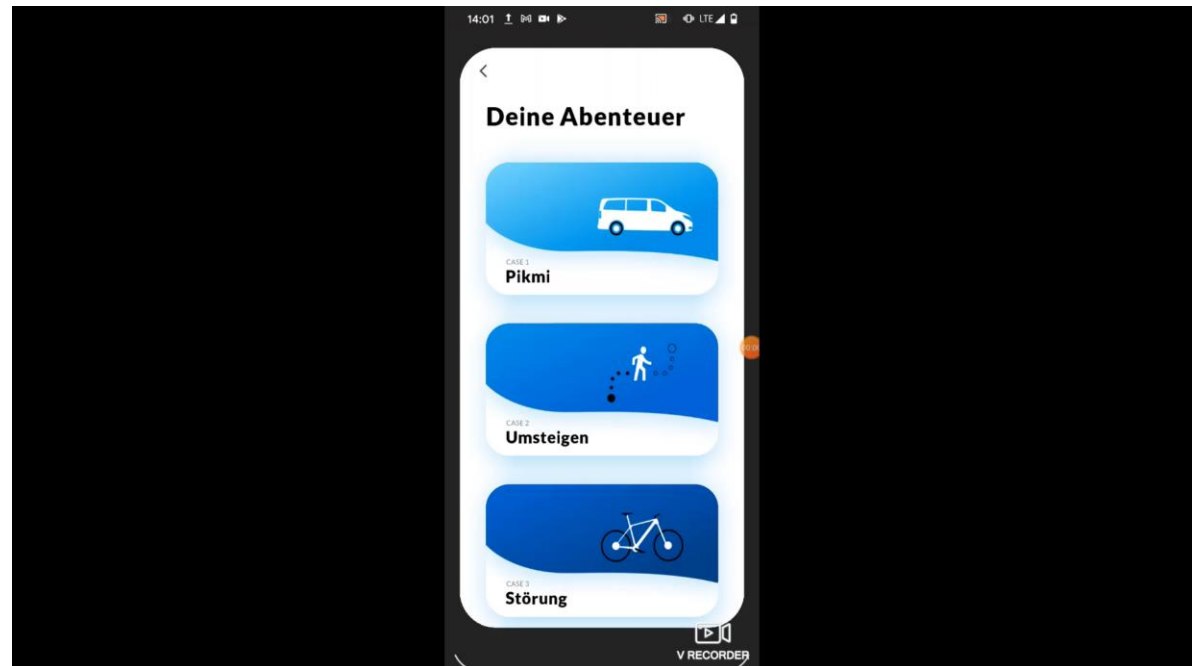 14:01
LTE
Deine Abenteuer
CASE 1
Pikmi
CASE 2
Umsteigen
CASE 3
Störung
V RECORDER